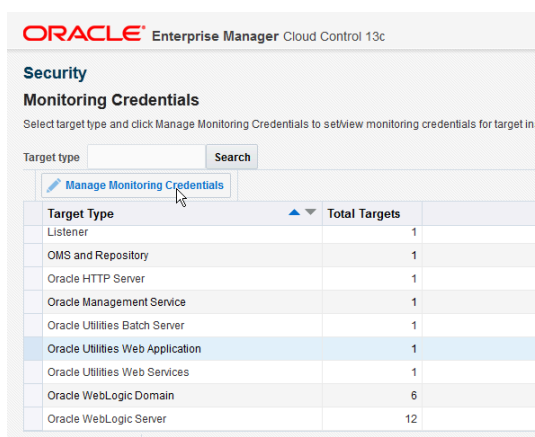 ORACLE Enterprise Manager Cloud Control 13c
Security
Monitoring Credentials
Select target type and click Manage Monitoring Credentials to set/view monitoring credentials for target in
Target type Search
Manage Monitoring Credentials
Target Type Total Targets
Listener 1
OMS and Repository 1
Oracle HTTP Server 1
Oracle Management Service 1
Oracle Utilities Batch Server 1
Oracle Utilities Web Application 1
Oracle Utilities Web Services 1
Oracle WebLogic Domain 6
Oracle WebLogic Server 12